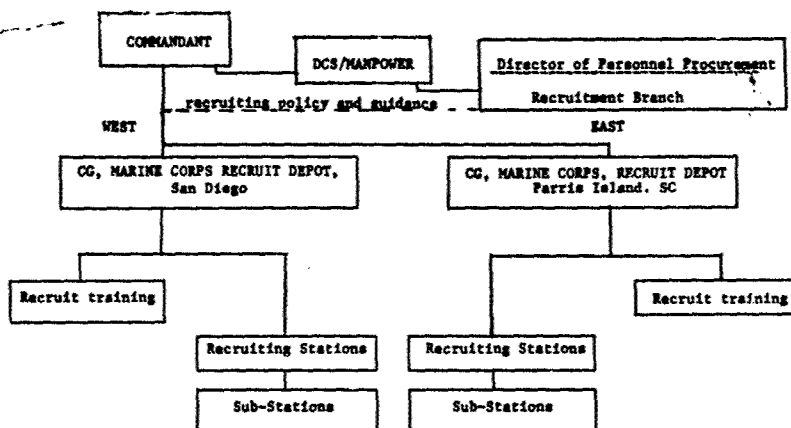 COMMANDANT
DCS/MANPOWER
Director of Personnel Procurement
Recruitment Branch
recruiting policy and guidance
WEST
EAST
CG, MARINE CORPS RECRUIT DEPOT,
San Diego
CG, MARINE CORPS, RECRUIT DEPOT
Parris Island. SC
Recruit training
Recruit training
Recruiting Stations
Recruiting Stations
Sub-Stations
Sub-Stations